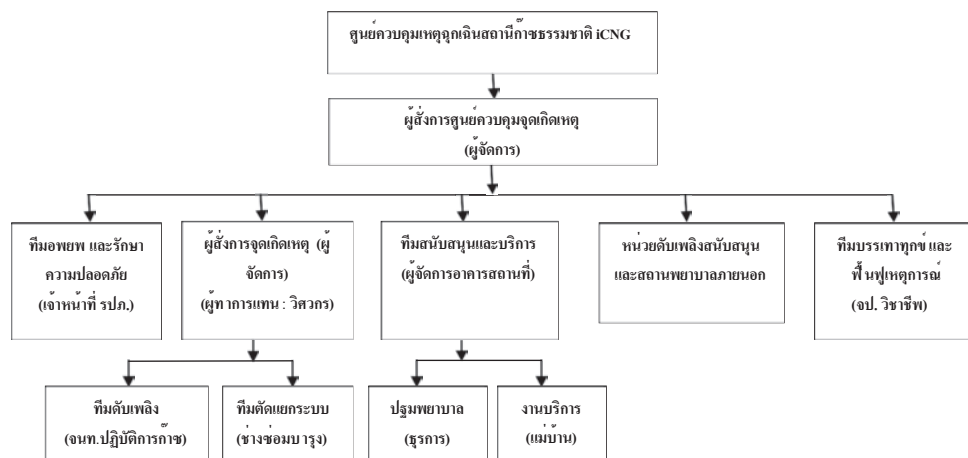 ศูนย์ควบคุมเหตุฉุกเฉินสถานีก๊าซธรรมชาติ iCNG
ผู้สั่งการศูนย์ควบคุมจุดเกิดเหตุ
(ผู้จัดการ)
ทีมอพยพ และรักษา
ความปลอดภัย
(เจ้าหน้าที่ รปภ.)
ผู้สั่งการจุดเกิดเหตุ (ผู้
จัดการ)
(ผู้ทาการแทน : วิศวกร)
ทีมสนับสนุนและบริการ
(ผู้จัดการอาคารสถานที่)
หน่วยดับเพลิงสนับสนุน
และสถานพยาบาลภายนอก
ทีมบรรเทาทุกข์ และ
ฟื้นฟูเหตุการณ์
(จป. วิชาชีพ)
ทีมดับเพลิง
(จนท.ปฏิบัติการก๊าซ)
ทีมตัดแยกระบบ
(ช่างซ่อมบารุง)
ปฐมพยาบาล
(ธุรการ)
งานบริการ
(แม่บ้าน)